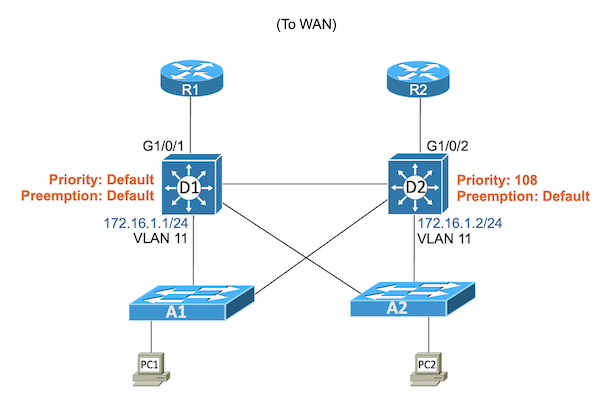 (To WAN)
R1
R2
G1/0/1
G1/0/2
Priority: Default
Preemption: Default
D1
D2
Priority: 108
Preemption: Default
172.16.1.1/24
VLAN 11
172.16.1.2/24
VLAN 11
A1
A2
PC1
PC2